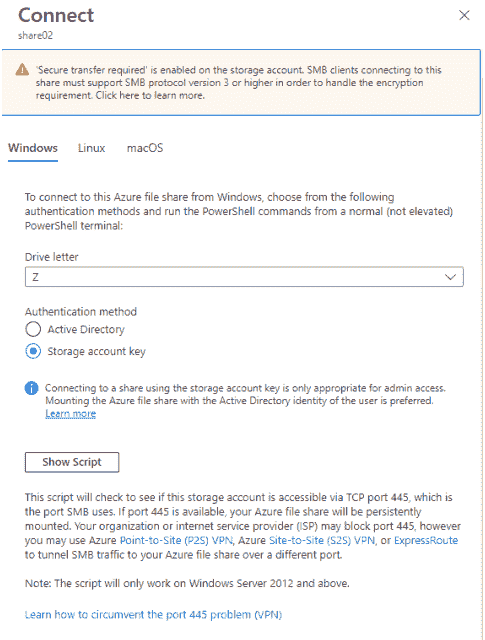 Connect
share02
'Secure transfer required' is enabled on the storage account. SMB clients connecting to this
share must support SMB protocol version 3 or higher in order to handle the encryption
requirement. Click here to learn more.
Windows Linux macOS
To connect to this Azure file share from Windows, choose from the following
authentication methods and run the PowerShell commands from a normal (not elevated)
PowerShell terminal:
Drive letter
Z
Authentication method
Active Directory
Storage account key
Connecting to a share using the storage account key is only appropriate for admin access.
Mounting the Azure file share with the Active Directory identity of the user is preferred.
Learn more
Show Script
This script will check to see if this storage account is accessible via TCP port 445, which is
the port SMB uses. If port 445 is available, your Azure file share will be persistently
mounted. Your organization or internet service provider (ISP) may block port 445, however
you may use Azure Point-to-Site (P2S) VPN, Azure Site-to-Site (S2S) VPN, or ExpressRoute
to tunnel SMB traffic to your Azure file share over a different port.
Note: The script will only work on Windows Server 2012 and above.
Learn how to circumvent the port 445 problem (VPN)